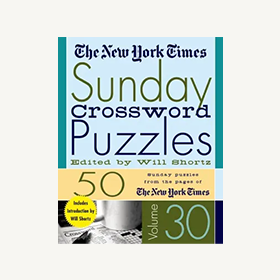 The New York Times
Sunday
Crossword
Puzzles
Edited by Will Shortz
50
Sunday puzzles
from the pages of
The New York Times
Includes
Introduction by
Will Shortz
Volume 30